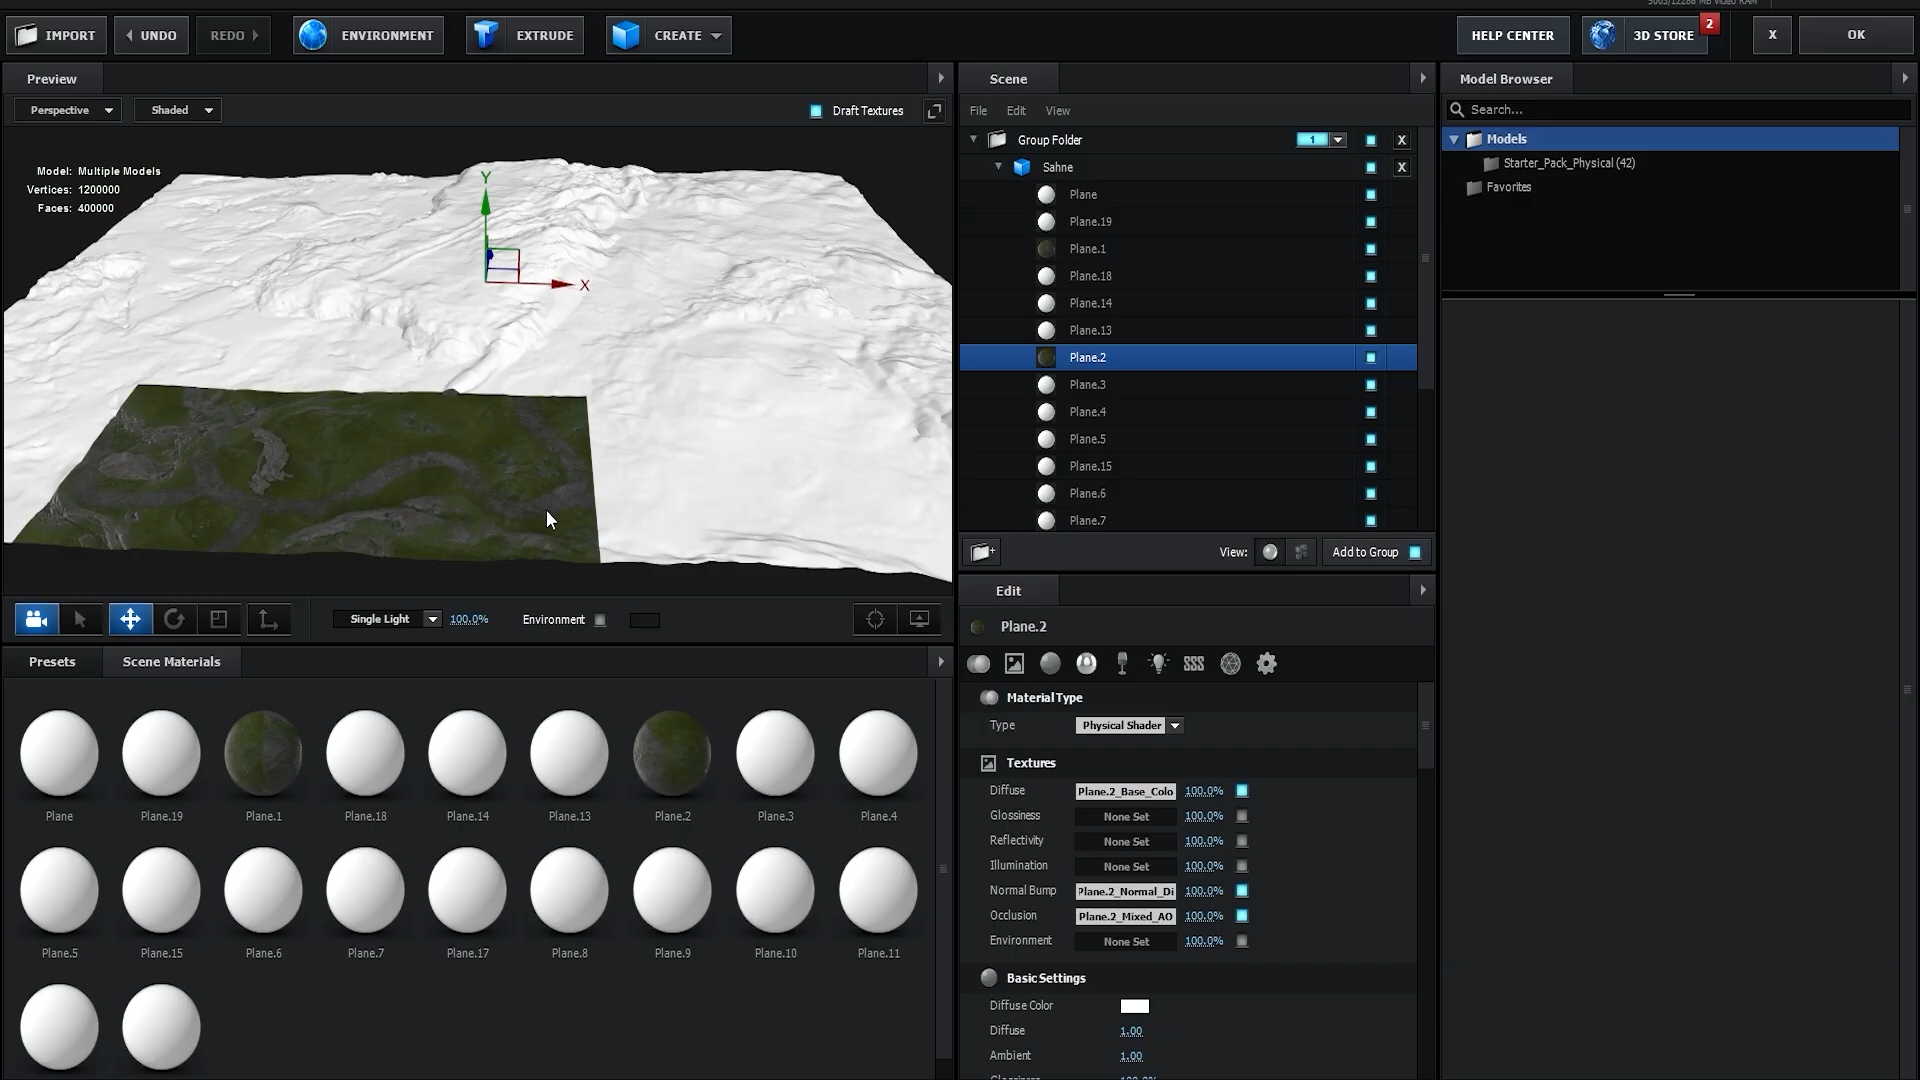 5003/12288 MB Video RAM
IMPORT
UNDO
REDO
ENVIRONMENT
EXTRUDE
CREATE
HELP CENTER
3D STORE
2
X
OK
Preview
Perspective
Shaded
Draft Textures
Model: Multiple Models
Vertices: 1200000
Faces: 400000
Y
X
Single Light
100.0%
Environment
Presets
Scene Materials
Plane
Plane.19
Plane.1
Plane.18
Plane.14
Plane.13
Plane.2
Plane.3
Plane.4
Plane.5
Plane.15
Plane.6
Plane.7
Plane.17
Plane.8
Plane.9
Plane.10
Plane.11
Scene
File
Edit
View
Group Folder
1
X
Sahne
X
Plane
Plane.19
Plane.1
Plane.18
Plane.14
Plane.13
Plane.2
Plane.3
Plane.4
Plane.5
Plane.15
Plane.6
Plane.7
View:
Add to Group
Edit
Plane.2
Material Type
Type
Physical Shader
Textures
Diffuse Plane.2_Base_Colo 100.0%
Glossiness None Set 100.0%
Reflectivity None Set 100.0%
Illumination None Set 100.0%
Normal Bump Plane.2_Normal_Di 100.0%
Occlusion Plane.2_Mixed_AO 100.0%
Environment None Set 100.0%
Basic Settings
Diffuse Color
Diffuse 1.00
Ambient 1.00
Model Browser
Search...
Models
Starter_Pack_Physical (42)
Favorites